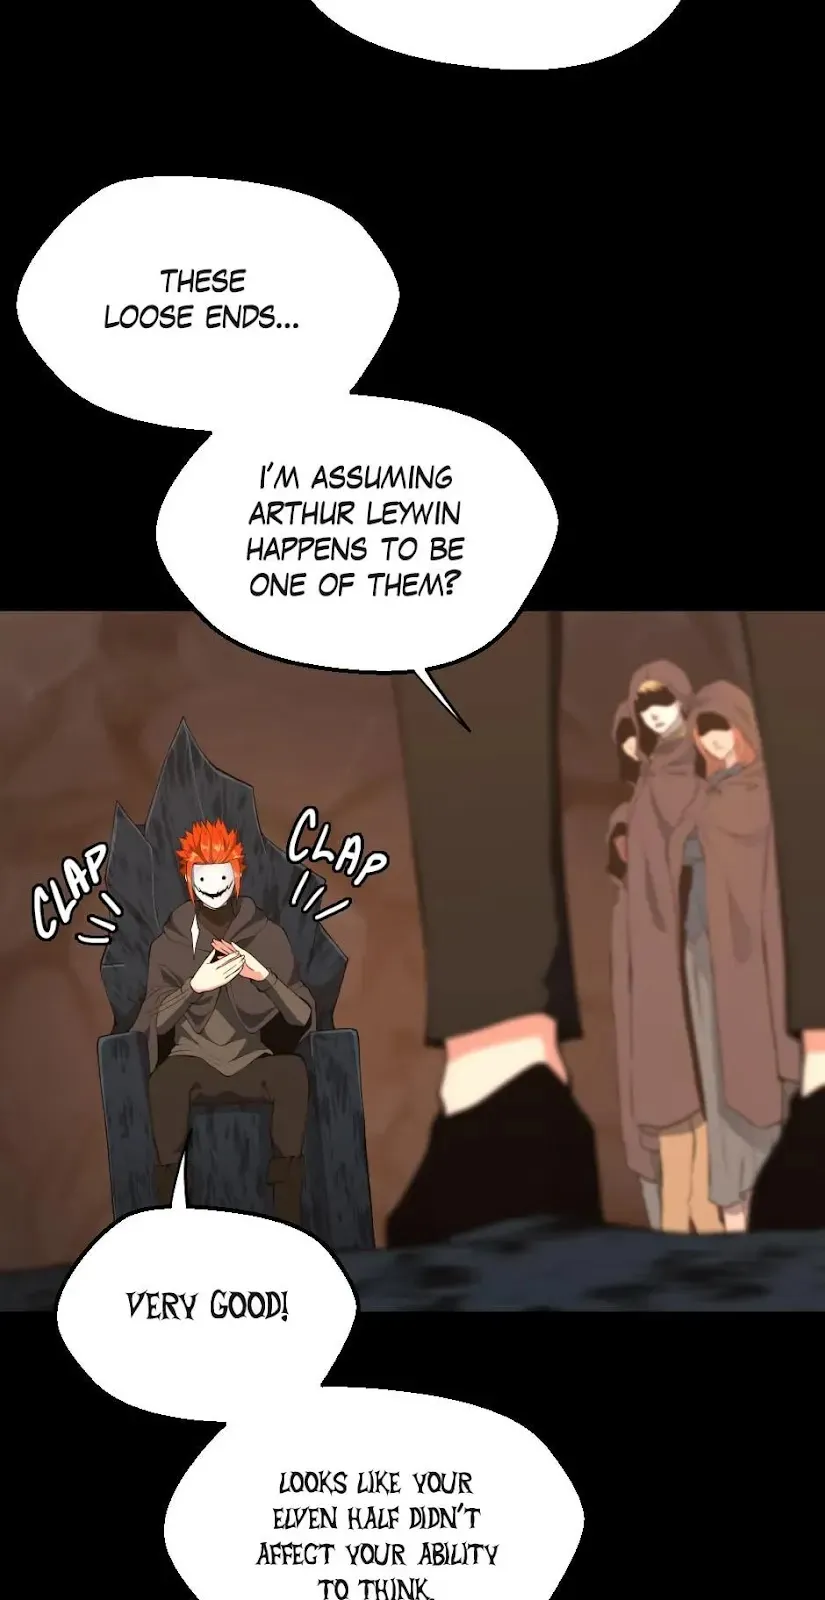 THESE
LOOSE ENDS...
I'M ASSUMING
ARTHUR LEYWIN
HAPPENS TO BE
ONE OF THEM?
CLAP
CLAP
VERY GOOD!
LOOKS LIKE YOUR
ELVEN HALF DIDN'T
AFFECT YOUR ABILITY
TO THINK.